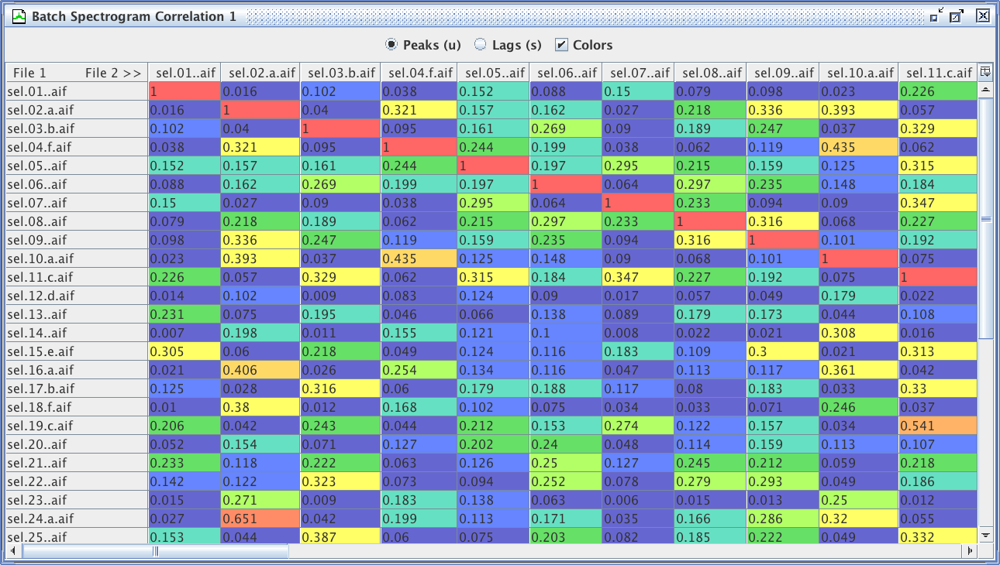 Batch Spectrogram Correlation 1
Peaks (u) Lags (s) Colors
File 1 File 2 >> sel.01..aif sel.02.a.aif sel.03.b.aif sel.04.f.aif sel.05..aif sel.06..aif sel.07..aif sel.08..aif sel.09..aif sel.10.a.aif sel.11.c.aif
sel.01..aif 1 0.016 0.102 0.038 0.152 0.088 0.15 0.079 0.098 0.023 0.226
sel.02.a.aif 0.016 1 0.04 0.321 0.157 0.162 0.027 0.218 0.336 0.393 0.057
sel.03.b.aif 0.102 0.04 1 0.095 0.161 0.269 0.09 0.189 0.247 0.037 0.329
sel.04.f.aif 0.038 0.321 0.095 1 0.244 0.199 0.038 0.062 0.119 0.435 0.062
sel.05..aif 0.152 0.157 0.161 0.244 1 0.197 0.295 0.215 0.159 0.125 0.315
sel.06..aif 0.088 0.162 0.269 0.199 0.197 1 0.064 0.297 0.235 0.148 0.184
sel.07..aif 0.15 0.027 0.09 0.038 0.295 0.064 1 0.233 0.094 0.09 0.347
sel.08..aif 0.079 0.218 0.189 0.062 0.215 0.297 0.233 1 0.316 0.068 0.227
sel.09..aif 0.098 0.336 0.247 0.119 0.159 0.235 0.094 0.316 1 0.101 0.192
sel.10.a.aif 0.023 0.393 0.037 0.435 0.125 0.148 0.09 0.068 0.101 1 0.075
sel.11.c.aif 0.226 0.057 0.329 0.062 0.315 0.184 0.347 0.227 0.192 0.075 1
sel.12.d.aif 0.014 0.102 0.009 0.083 0.124 0.09 0.017 0.057 0.049 0.179 0.022
sel.13..aif 0.231 0.075 0.195 0.046 0.066 0.138 0.089 0.179 0.173 0.044 0.108
sel.14..aif 0.007 0.198 0.011 0.155 0.121 0.1 0.008 0.022 0.021 0.308 0.016
sel.15.e.aif 0.305 0.06 0.218 0.049 0.124 0.116 0.183 0.109 0.3 0.021 0.313
sel.16.a.aif 0.021 0.406 0.026 0.254 0.134 0.116 0.047 0.113 0.117 0.361 0.042
sel.17.b.aif 0.125 0.028 0.316 0.06 0.179 0.188 0.117 0.08 0.183 0.033 0.33
sel.18.f.aif 0.01 0.38 0.012 0.168 0.102 0.075 0.034 0.033 0.071 0.246 0.037
sel.19.c.aif 0.206 0.042 0.243 0.044 0.212 0.153 0.274 0.122 0.157 0.034 0.541
sel.20..aif 0.052 0.154 0.071 0.127 0.202 0.24 0.048 0.114 0.159 0.113 0.107
sel.21..aif 0.233 0.118 0.222 0.063 0.126 0.25 0.127 0.245 0.212 0.059 0.218
sel.22..aif 0.142 0.122 0.323 0.073 0.094 0.252 0.078 0.279 0.293 0.049 0.186
sel.23..aif 0.015 0.271 0.009 0.183 0.138 0.063 0.006 0.015 0.013 0.25 0.012
sel.24.a.aif 0.027 0.651 0.042 0.199 0.113 0.171 0.035 0.166 0.286 0.32 0.055
sel.25..aif 0.153 0.044 0.387 0.06 0.075 0.203 0.082 0.185 0.222 0.049 0.332